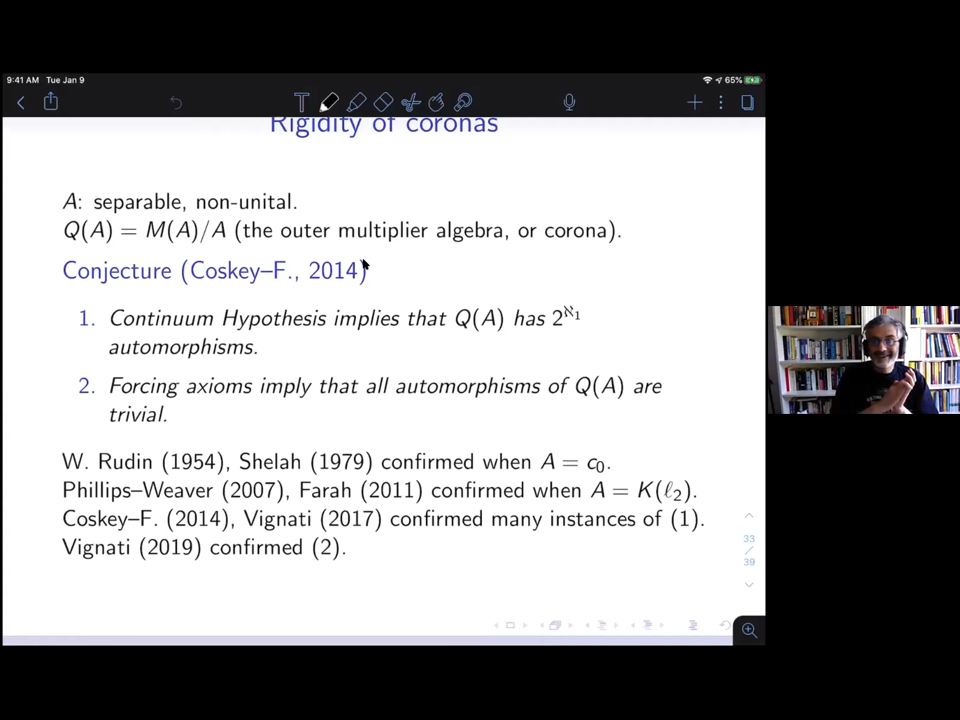 9:41 AM Tue Jan 9
65%
Rigidity of coronas
A: separable, non-unital.
Q(A) = M(A)/A (the outer multiplier algebra, or corona).
Conjecture (Coskey–F., 2014)
1. Continuum Hypothesis implies that Q(A) has 2^ℵ₁
automorphisms.
2. Forcing axioms imply that all automorphisms of Q(A) are
trivial.
W. Rudin (1954), Shelah (1979) confirmed when A = c₀.
Phillips–Weaver (2007), Farah (2011) confirmed when A = K(ℓ₂).
Coskey–F. (2014), Vignati (2017) confirmed many instances of (1).
Vignati (2019) confirmed (2).
33
/
39